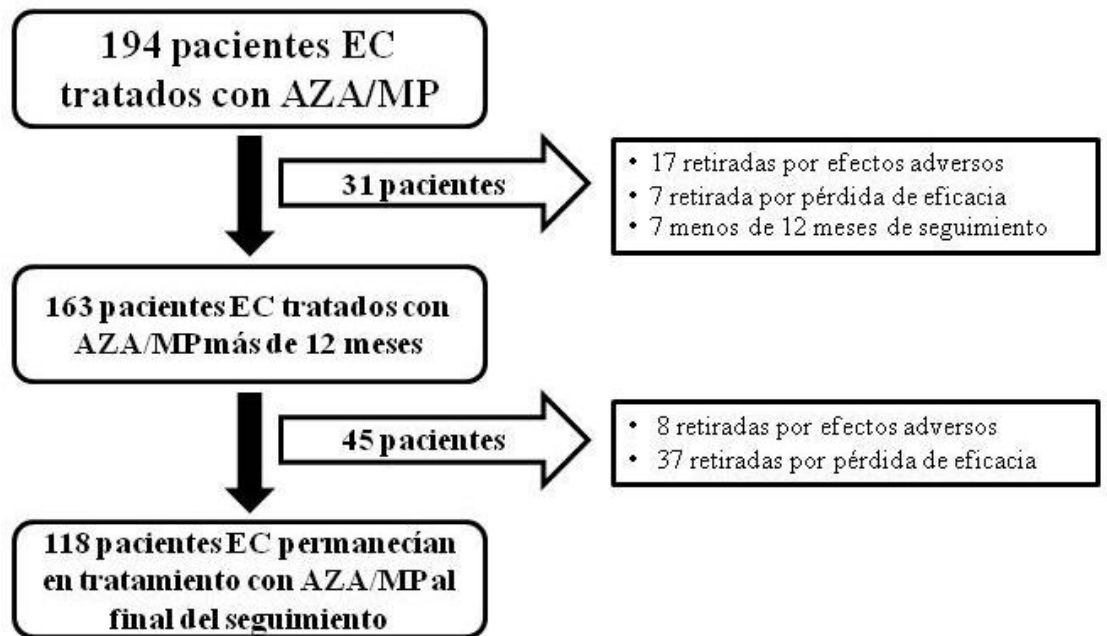 194 pacientes EC
tratados con AZA/MP
31 pacientes
• 17 retiradas por efectos adversos
• 7 retirada por pérdida de eficacia
• 7 menos de 12 meses de seguimiento
163 pacientes EC tratados con
AZA/MP más de 12 meses
45 pacientes
• 8 retiradas por efectos adversos
• 37 retiradas por pérdida de eficacia
118 pacientes EC permanecían
en tratamiento con AZA/MP al
final del seguimiento